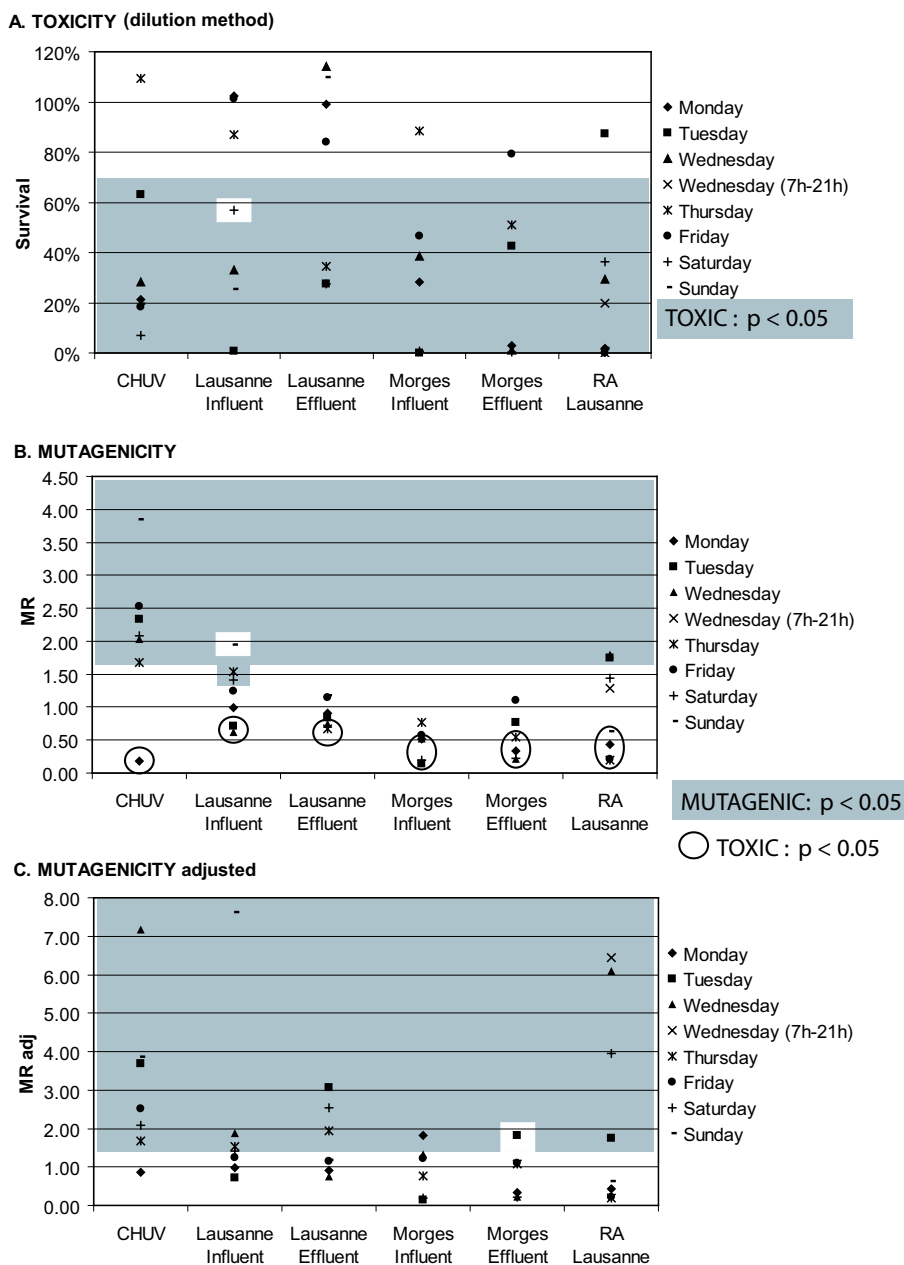 A. TOXICITY (dilution method)
120%
100%
80%
60%
40%
20%
0%
Survival
CHUV
Lausanne Influent
Lausanne Effluent
Morges Influent
Morges Effluent
RA Lausanne
Monday
Tuesday
Wednesday
Wednesday (7h-21h)
Thursday
Friday
Saturday
Sunday
TOXIC : p < 0.05
B. MUTAGENICITY
4.50
4.00
3.50
3.00
2.50
2.00
1.50
1.00
0.50
0.00
MR
CHUV
Lausanne Influent
Lausanne Effluent
Morges Influent
Morges Effluent
RA Lausanne
Monday
Tuesday
Wednesday
Wednesday (7h-21h)
Thursday
Friday
Saturday
Sunday
MUTAGENIC: p < 0.05
TOXIC : p < 0.05
C. MUTAGENICITY adjusted
8.00
7.00
6.00
5.00
4.00
3.00
2.00
1.00
0.00
MR adj
CHUV
Lausanne Influent
Lausanne Effluent
Morges Influent
Morges Effluent
RA Lausanne
Monday
Tuesday
Wednesday
Wednesday (7h-21h)
Thursday
Friday
Saturday
Sunday